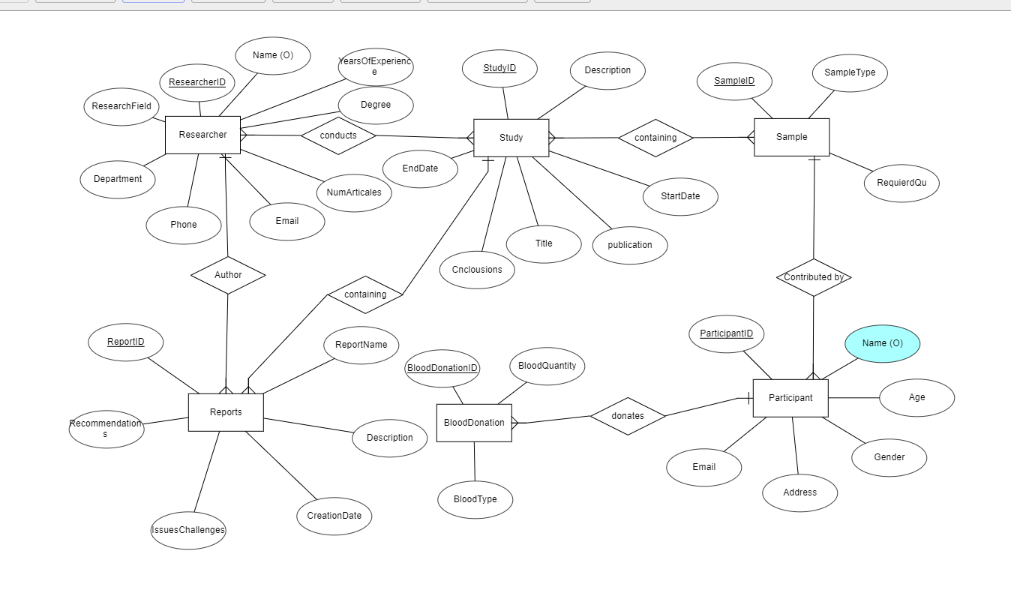 Name (O)
YearsOfExperienc
e
StudyID
Description
SampleID
SampleType
ResearcherID
ResearchField
Degree
Researcher
conducts
Study
containing
Sample
Department
EndDate
RequierdQu
NumArticales
StartDate
Phone
Email
Title
publication
Cnclousions
Author
containing
Contributed by
ReportID
ReportName
ParticipantID
Name (O)
BloodDonationID
BloodQuantity
Reports
BloodDonation
donates
Participant
Age
Recommendation
s
Description
Email
Gender
Address
BloodType
IssuesChallenges
CreationDate